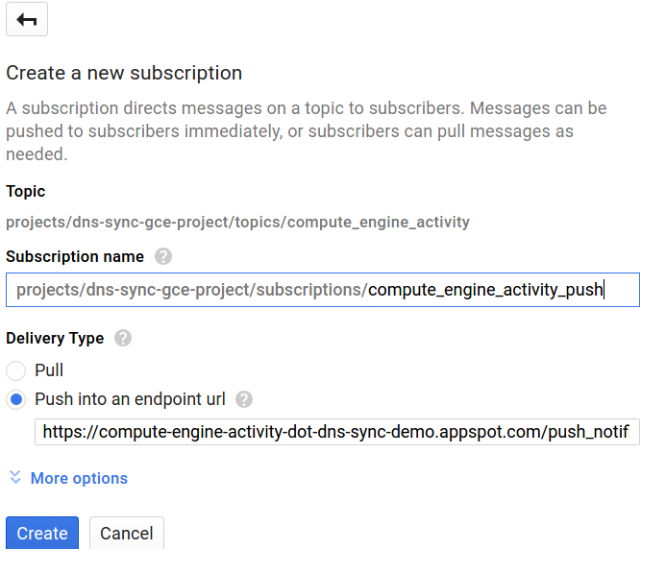 Create a new subscription
A subscription directs messages on a topic to subscribers. Messages can be
pushed to subscribers immediately, or subscribers can pull messages as
needed.
Topic
projects/dns-sync-gce-project/topics/compute_engine_activity
Subscription name ?
projects/dns-sync-gce-project/subscriptions/compute_engine_activity_push
Delivery Type ?
Pull
Push into an endpoint url ?
https://compute-engine-activity-dot-dns-sync-demo.appspot.com/push_notif
More options
Create Cancel